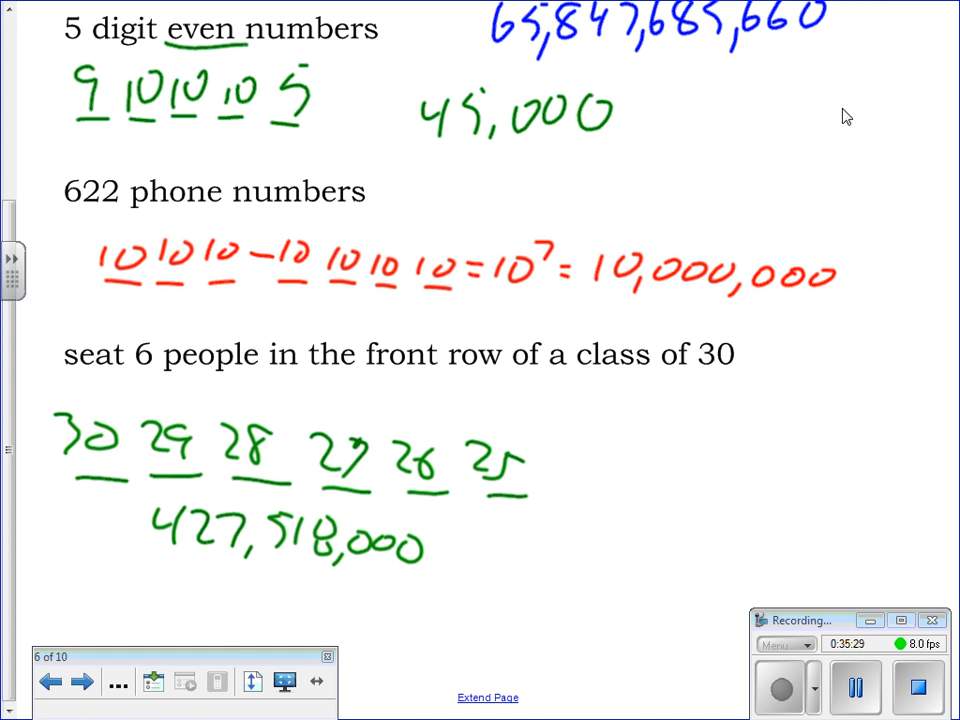 65,847,685,660
5 digit even numbers
9 10 10 10 5 45,000
622 phone numbers
10 10 10 - 10 10 10 10 = 10^7 = 10,000,000
seat 6 people in the front row of a class of 30
30 29 28 27 26 25
427,518,000
Recording...
Menu 0:35:29 8.0 fps
6 of 10
...
Extend Page